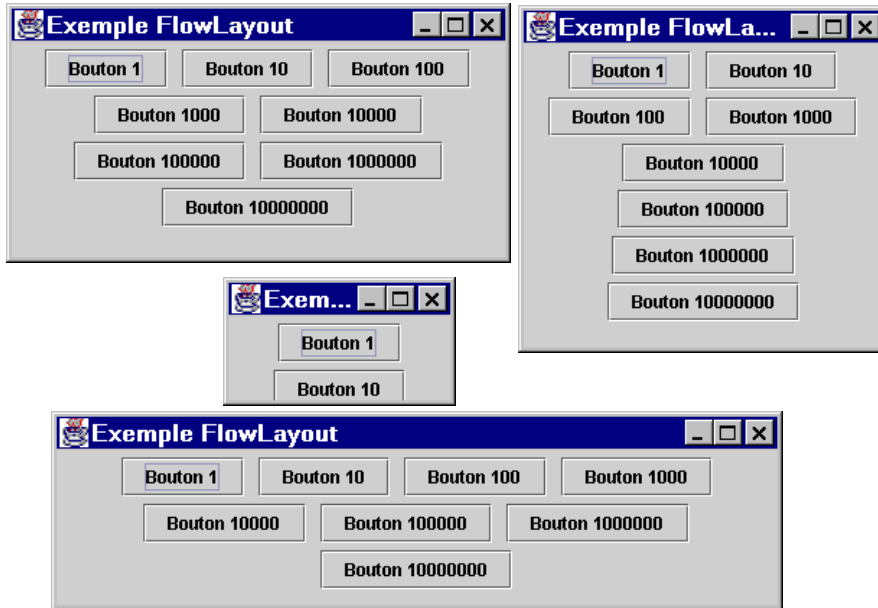 Exemple FlowLayout
Bouton 1 Bouton 10 Bouton 100
Bouton 1000 Bouton 10000
Bouton 100000 Bouton 1000000
Bouton 10000000
Exemple FlowLa...
Bouton 1 Bouton 10
Bouton 100 Bouton 1000
Bouton 10000
Bouton 100000
Bouton 1000000
Bouton 10000000
Exem...
Bouton 1
Bouton 10
Exemple FlowLayout
Bouton 1 Bouton 10 Bouton 100 Bouton 1000
Bouton 10000 Bouton 100000 Bouton 1000000
Bouton 10000000